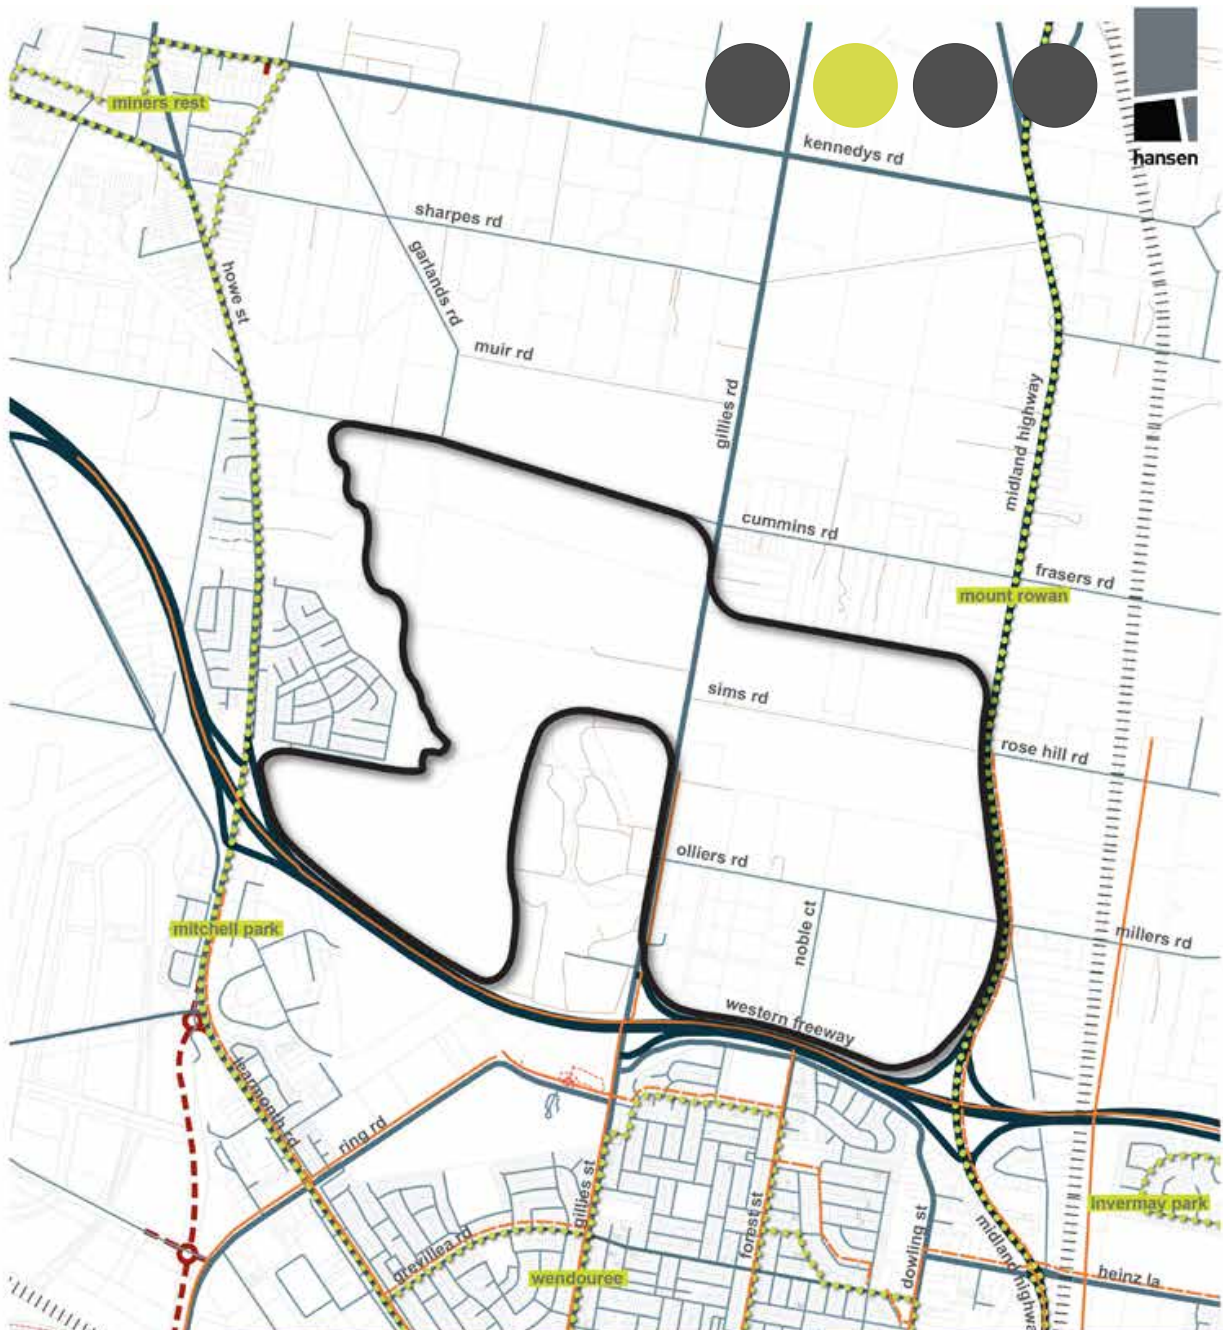 miners rest
kennedys rd
hansen
sharpes rd
garlands rd
howe st
muir rd
gillies rd
midland highway
cummins rd
frasers rd
mount rowan
sims rd
rose hill rd
olliers rd
noble ct
millers rd
mitchell park
western freeway
learmonth rd
ring rd
gillies st
forest st
dowling st
Invermay park
midland highway
grevillea rd
wendouree
heinz la